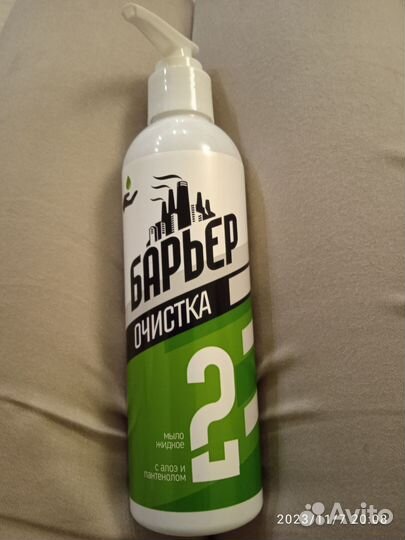 БАРЬЕР
ОЧИСТКА
2
мыло
жидкое
с алоэ и
пантенолом
2023/11/7 20:08
Avito